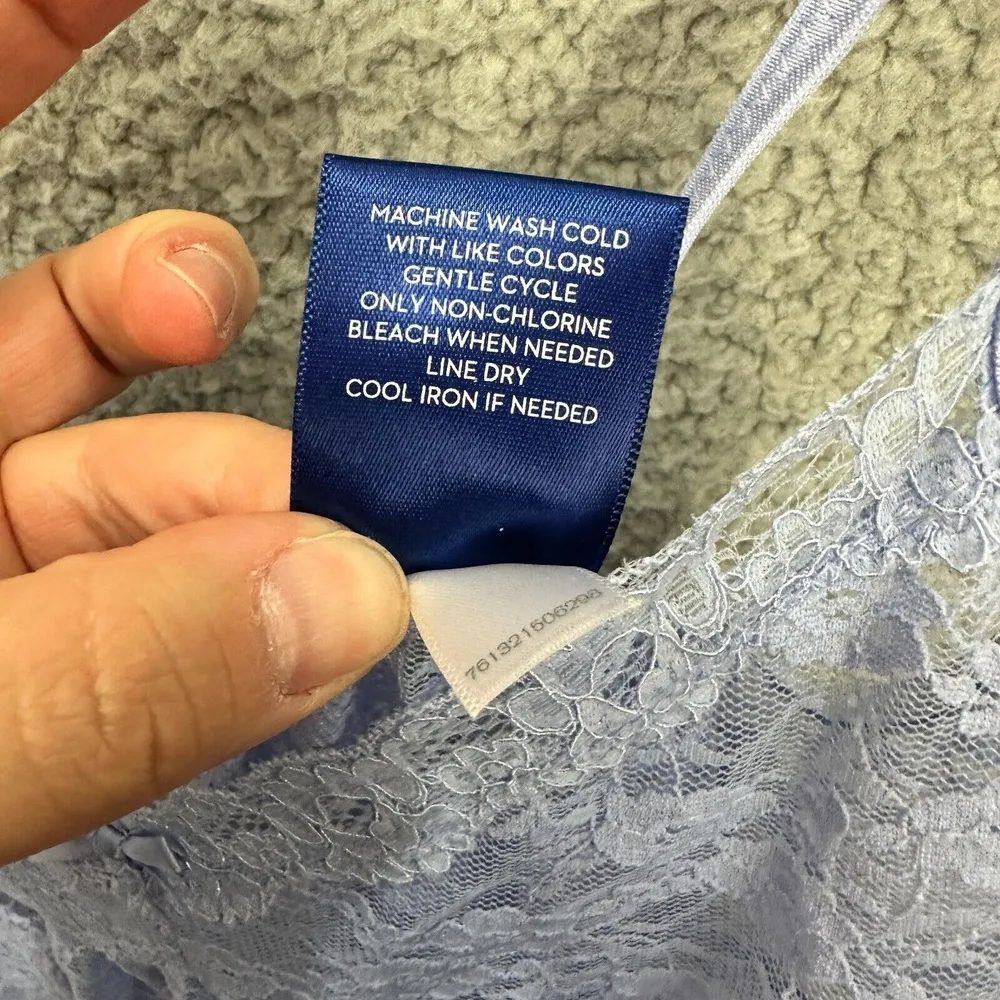 MACHINE WASH COLD
WITH LIKE COLORS
GENTLE CYCLE
ONLY NON-CHLORINE
BLEACH WHEN NEEDED
LINE DRY
COOL IRON IF NEEDED
761321506298